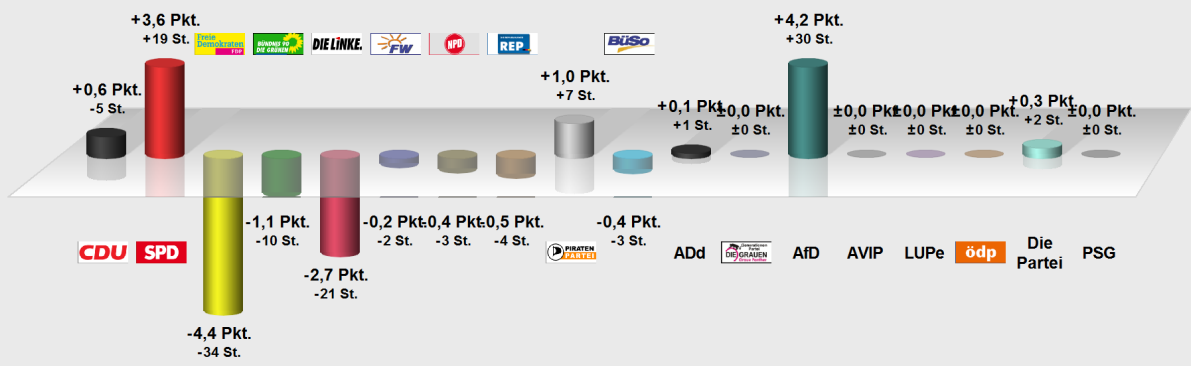 +3,6 Pkt.
+19 St.
+4,2 Pkt.
+30 St.
Freie
Demokraten
FDP
BÜNDNIS 90
DIE GRÜNEN
DIE LINKE.
FW
NPD
REP
BüSo
+0,6 Pkt.
-5 St.
+1,0 Pkt.
+7 St.
+0,1 Pkt.
+1 St.
±0,0 Pkt.
±0 St.
±0,0 Pkt.
±0 St.
±0,0 Pkt.
±0 St.
±0,0 Pkt.
±0 St.
+0,3 Pkt.
+2 St.
±0,0 Pkt.
±0 St.
-1,1 Pkt.
-10 St.
-0,2 Pkt.
-2 St.
-0,4 Pkt.
-3 St.
-0,5 Pkt.
-4 St.
-0,4 Pkt.
-3 St.
CDU
SPD
PIRATEN
PARTEI
ADd
Generationen
Partei
DIE GRAUEN
AfD
AVIP
LUPe
ödp
Die
Partei
PSG
-2,7 Pkt.
-21 St.
-4,4 Pkt.
-34 St.